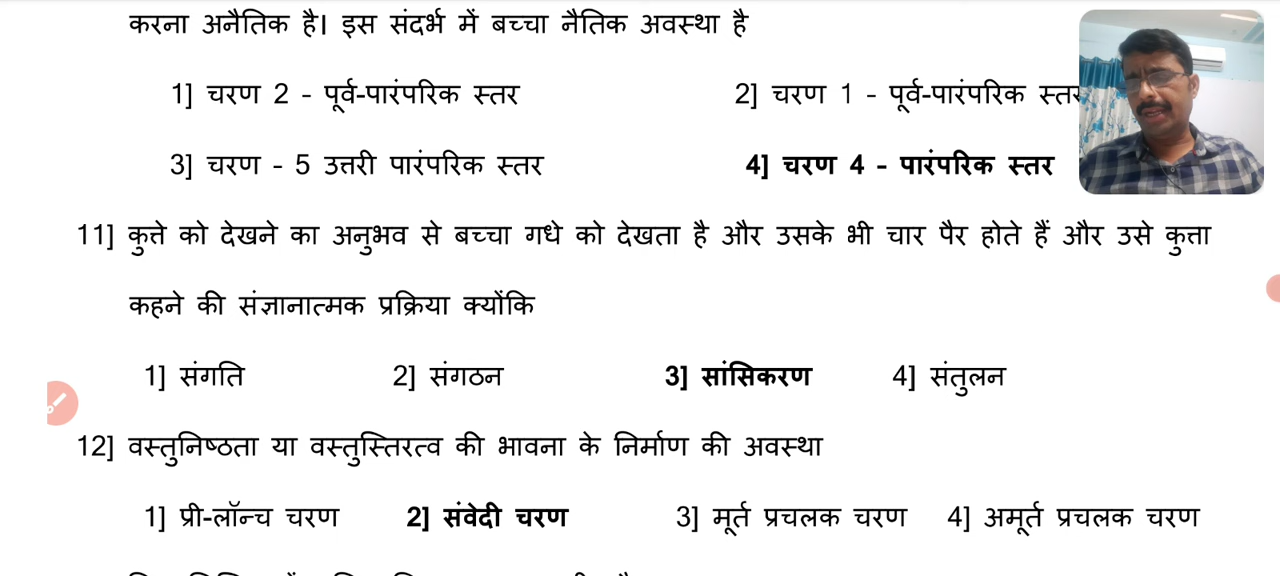 करना अनैतिक है। इस संदर्भ में बच्चा नैतिक अवस्था है
1] चरण 2 - पूर्व-पारंपरिक स्तर 2] चरण 1 - पूर्व-पारंपरिक स्तर
3] चरण - 5 उत्तरी पारंपरिक स्तर 4] चरण 4 - पारंपरिक स्तर
11] कुत्ते को देखने का अनुभव से बच्चा गधे को देखता है और उसके भी चार पैर होते हैं और उसे कुत्ता
कहने की संज्ञानात्मक प्रक्रिया क्योंकि
1] संगति 2] संगठन 3] सांसिकरण 4] संतुलन
12] वस्तुनिष्ठता या वस्तुस्तिरत्व की भावना के निर्माण की अवस्था
1] प्री-लॉन्च चरण 2] संवेदी चरण 3] मूर्त प्रचलक चरण 4] अमूर्त प्रचलक चरण